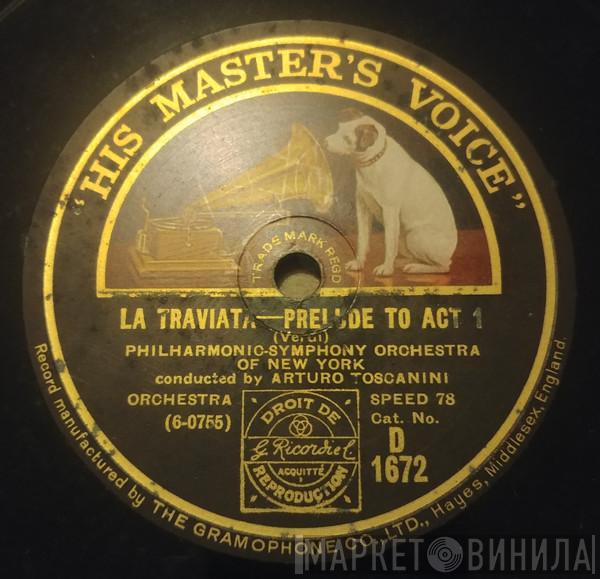 "HIS MASTER'S VOICE"
TRADE MARK REGD
LA TRAVIATA—PRELUDE TO ACT 1
(Verdi)
PHILHARMONIC-SYMPHONY ORCHESTRA
OF NEW YORK
conducted by ARTURO TOSCANINI
ORCHESTRA
(6-0755)
SPEED 78
Cat. No.
D
1672
DROIT DE
G. Ricordi e C.
ACQUITTÉ
REPRODUCTION
Record manufactured by THE GRAMOPHONE CO., LTD., Hayes, Middlesex, England.
МАРКЕТ ВИНИЛА